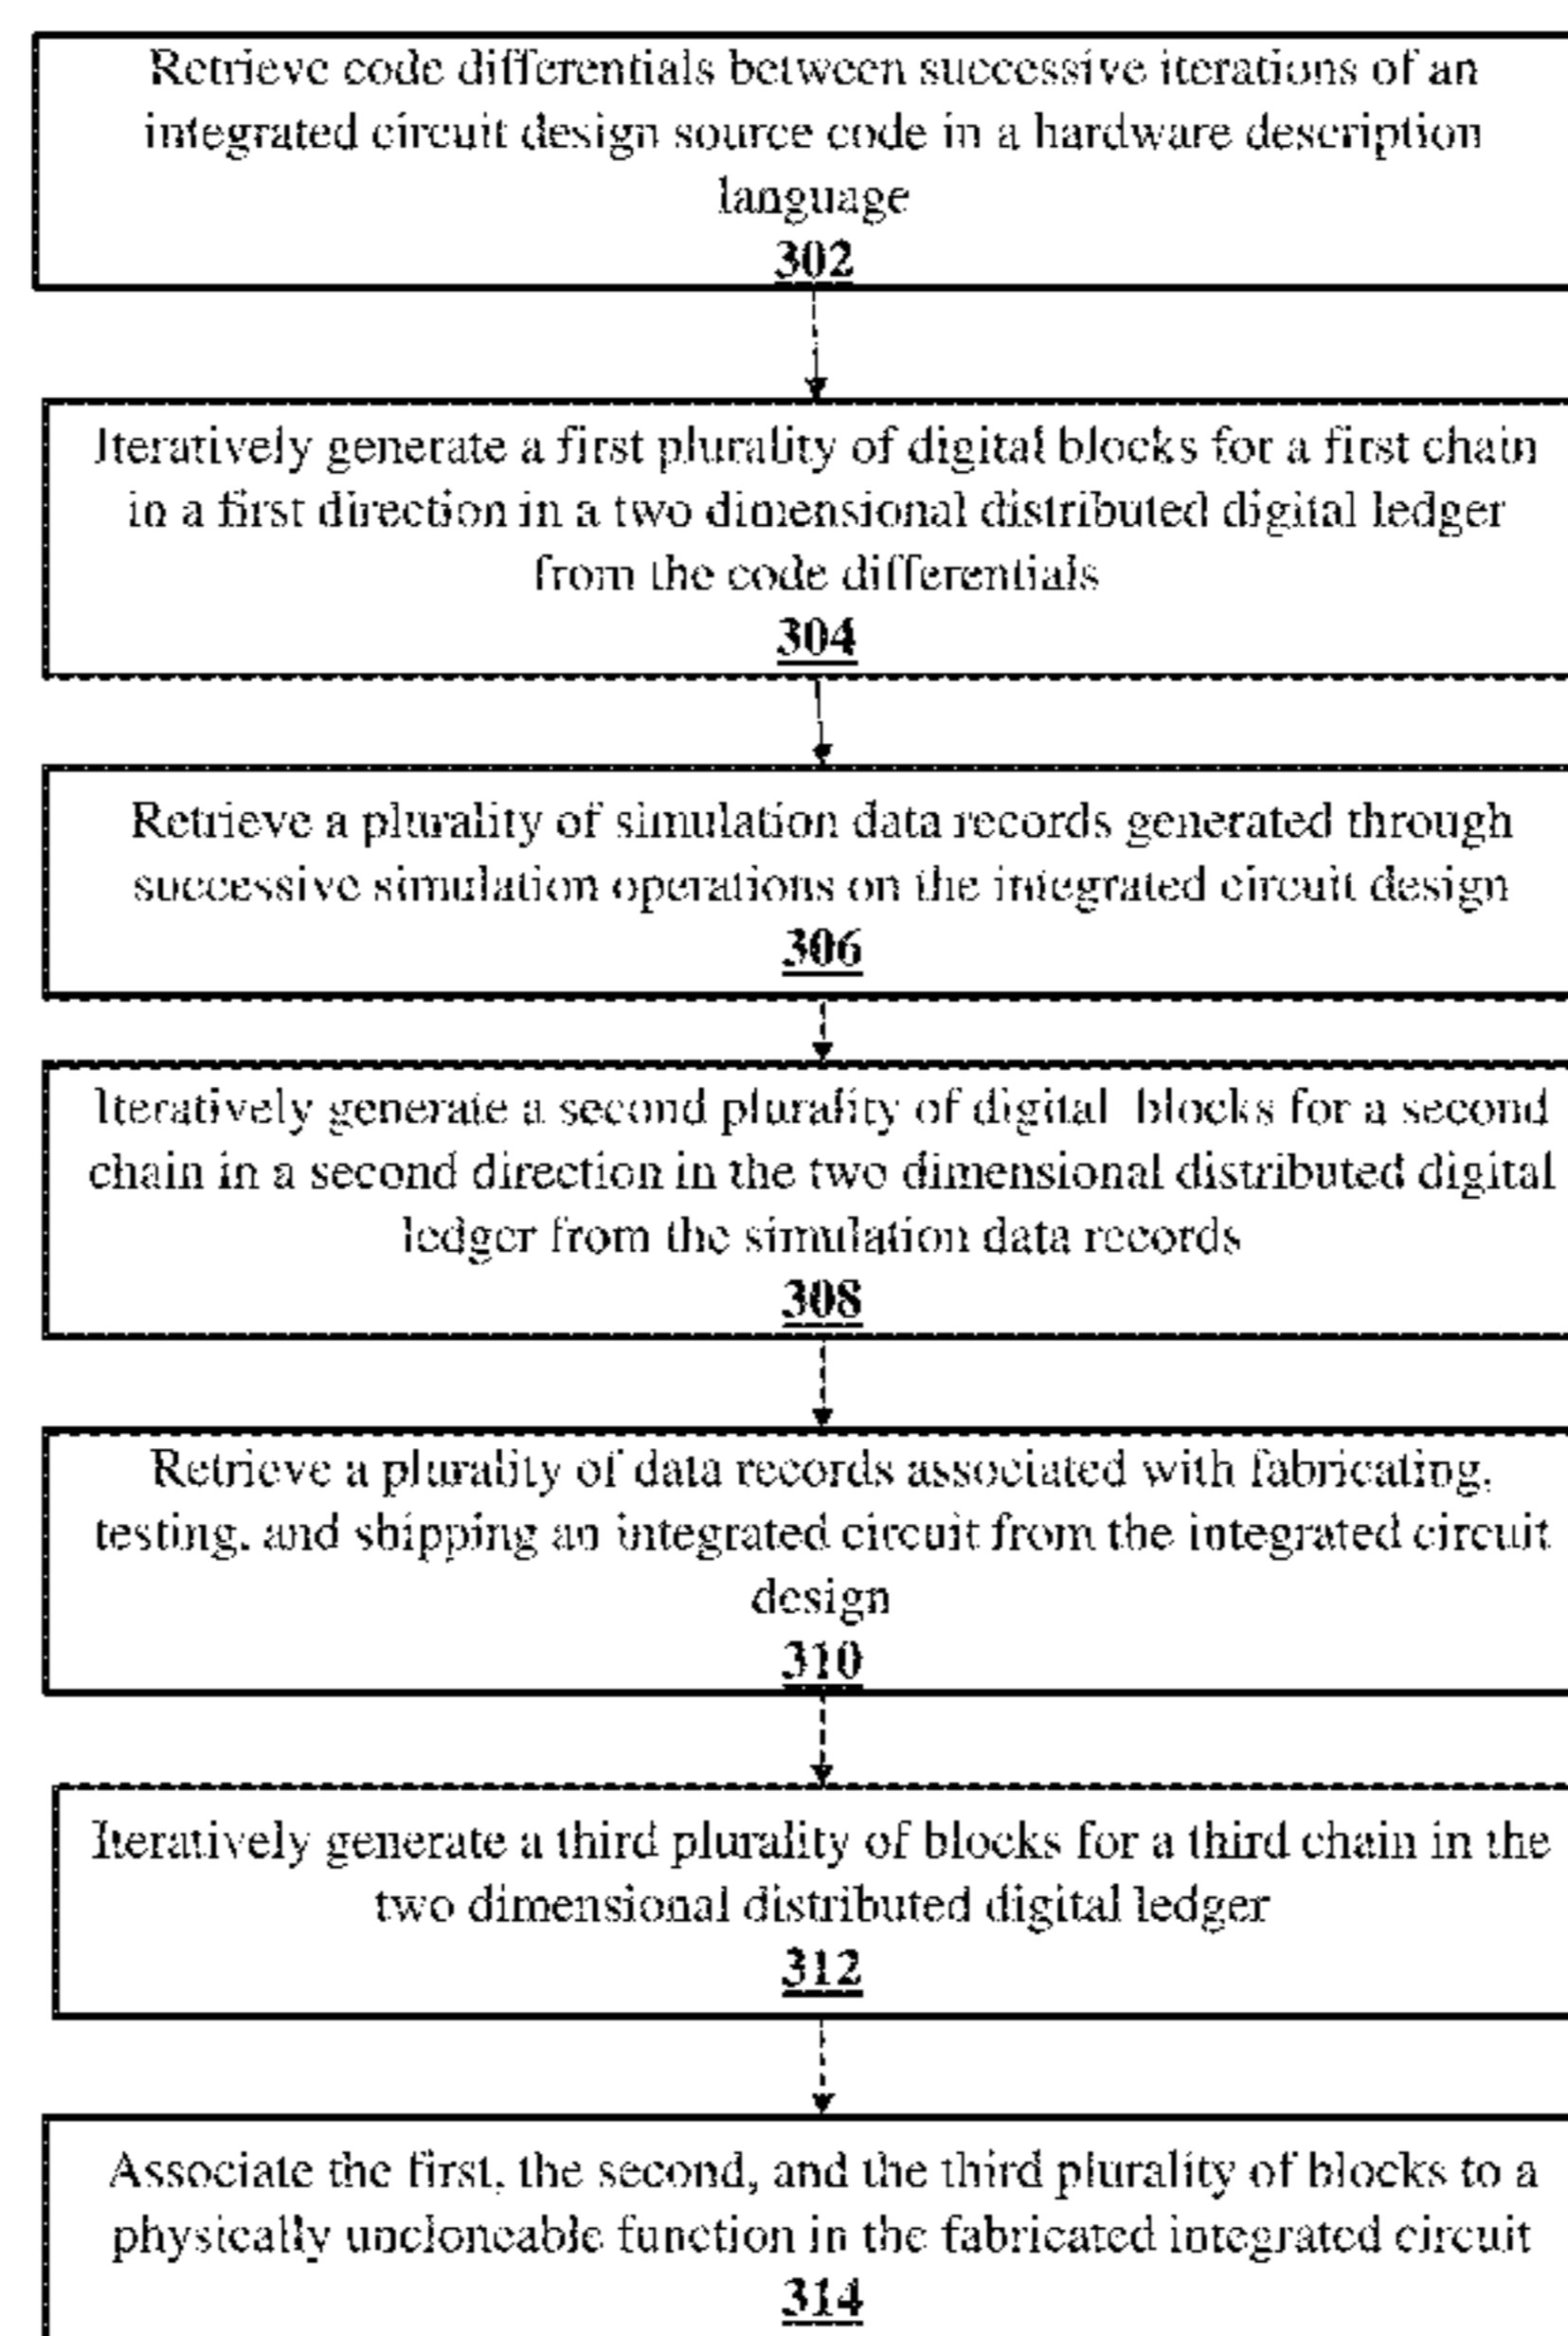 Retrieve code differentials between successive iterations of an
integrated circuit design source code in a hardware description
language
302
Iteratively generate a first plurality of digital blocks for a first chain
in a first direction in a two dimensional distributed digital ledger
from the code differentials
304
Retrieve a plurality of simulation data records generated through
successive simulation operations on the integrated circuit design
306
Iteratively generate a second plurality of digital blocks for a second
chain in a second direction in the two dimensional distributed digital
ledger from the simulation data records
308
Retrieve a plurality of data records associated with fabricating,
testing, and shipping an integrated circuit from the integrated circuit
design
310
Iteratively generate a third plurality of blocks for a third chain in the
two dimensional distributed digital ledger
312
Associate the first, the second, and the third plurality of blocks to a
physically uncloneable function in the fabricated integrated circuit
314